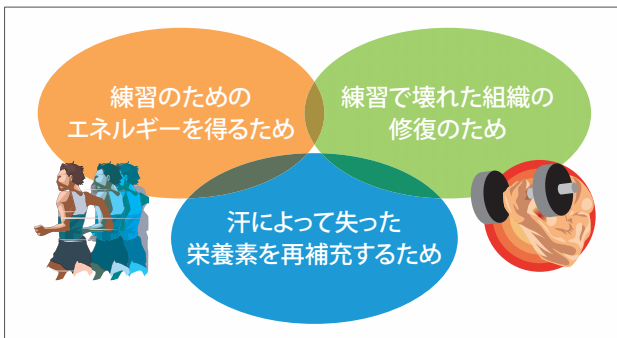 練習のための
エネルギーを得るため
練習で壊れた組織の
修復のため
汗によって失った
栄養素を再補充するため